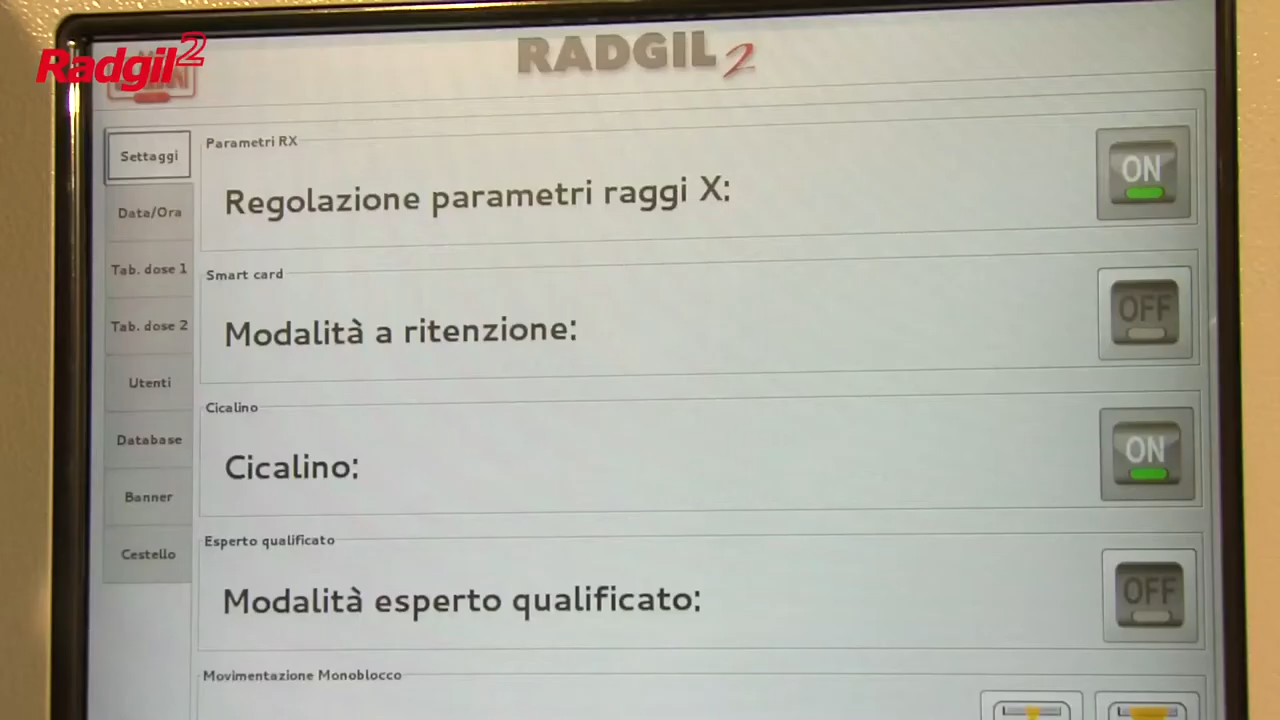 Radgil2
RADGIL 2
Settaggi
Data/Ora
Tab. dose 1
Tab. dose 2
Utenti
Database
Banner
Cestello
Parametri RX
Regolazione parametri raggi X:
ON
Smart card
Modalità a ritenzione:
OFF
Cicalino
Cicalino:
ON
Esperto qualificato
Modalità esperto qualificato:
OFF
Movimentazione Monoblocco